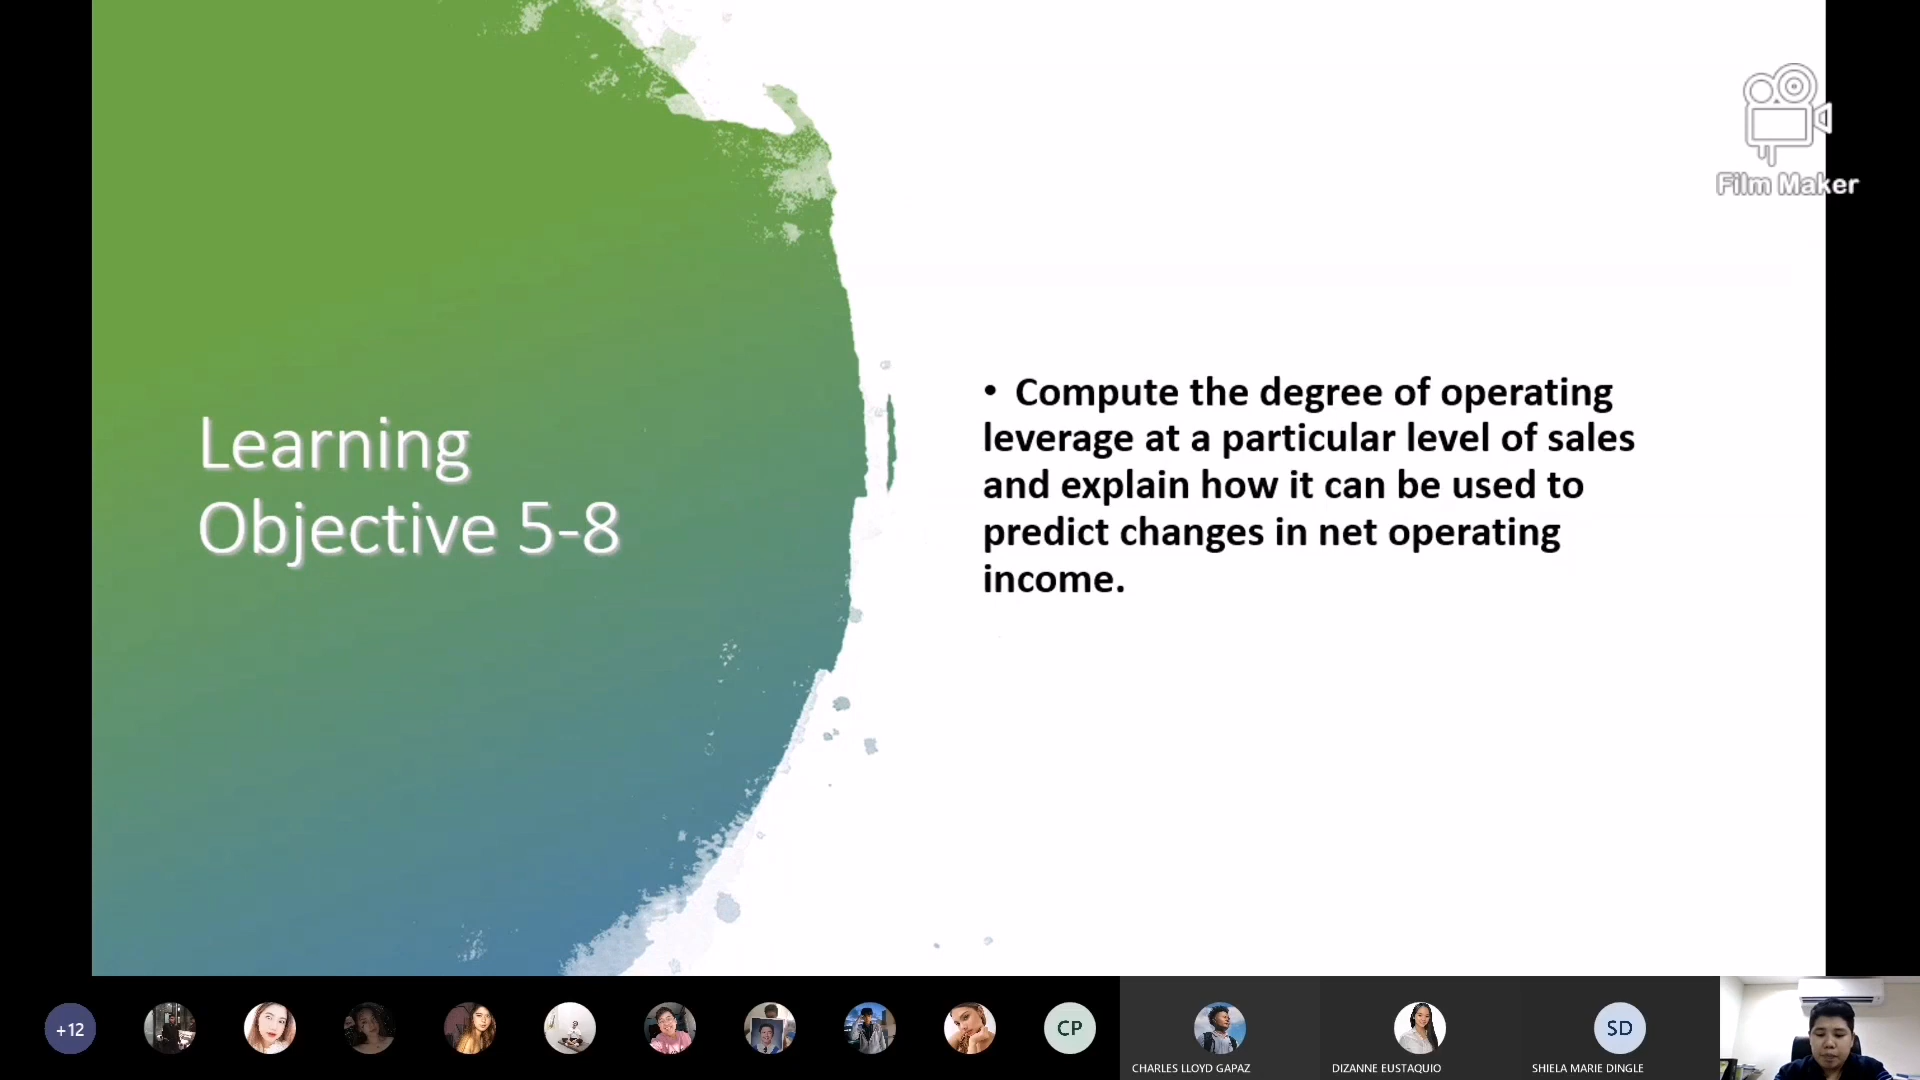 Film Maker
Learning
Objective 5-8
• Compute the degree of operating
leverage at a particular level of sales
and explain how it can be used to
predict changes in net operating
income.
+12
CP
SD
CHARLES LLOYD GAPAZ
DIZANNE EUSTAQUIO
SHIELA MARIE DINGLE